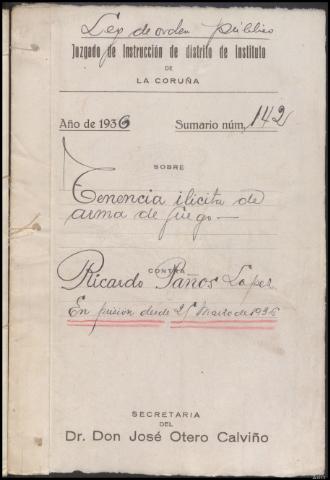 Ley de orden público
Juzgado de Instrucción de distrito de Instituto
DE
LA CORUÑA
Año de 1936 Sumario núm. 142
SOBRE
Tenencia ilicita de
arma de fuego —
CONTRA
Ricardo Paños Lopez
En prisión desde 25 Marzo de 1936
SECRETARIA
DEL
Dr. Don José Otero Calviño